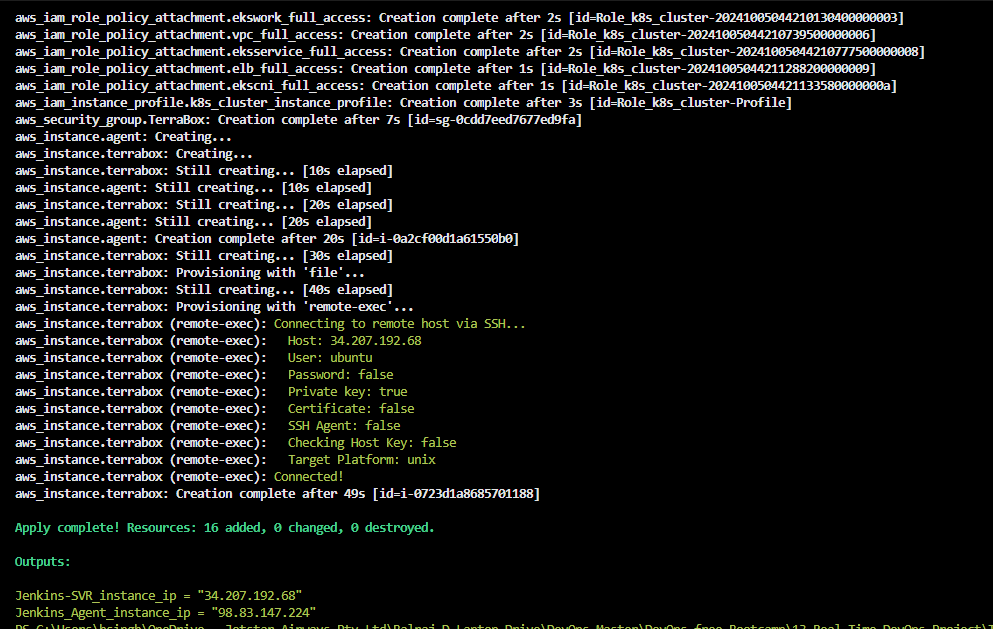 aws_iam_role_policy_attachment.ekswork_full_access: Creation complete after 2s [id=Role_k8s_cluster-20241005044210130400000003]
aws_iam_role_policy_attachment.vpc_full_access: Creation complete after 2s [id=Role_k8s_cluster-20241005044210739500000006]
aws_iam_role_policy_attachment.eksservice_full_access: Creation complete after 2s [id=Role_k8s_cluster-20241005044210777500000008]
aws_iam_role_policy_attachment.elb_full_access: Creation complete after 1s [id=Role_k8s_cluster-20241005044211288200000009]
aws_iam_role_policy_attachment.ekscni_full_access: Creation complete after 1s [id=Role_k8s_cluster-2024100504421133580000000a]
aws_iam_instance_profile.k8s_cluster_instance_profile: Creation complete after 3s [id=Role_k8s_cluster-Profile]
aws_security_group.TerraBox: Creation complete after 7s [id=sg-0cdd7eed7677ed9fa]
aws_instance.agent: Creating...
aws_instance.terrabox: Creating...
aws_instance.terrabox: Still creating... [10s elapsed]
aws_instance.agent: Still creating... [10s elapsed]
aws_instance.terrabox: Still creating... [20s elapsed]
aws_instance.agent: Still creating... [20s elapsed]
aws_instance.agent: Creation complete after 20s [id=i-0a2cf00d1a61550b0]
aws_instance.terrabox: Still creating... [30s elapsed]
aws_instance.terrabox: Provisioning with 'file'...
aws_instance.terrabox: Still creating... [40s elapsed]
aws_instance.terrabox: Provisioning with 'remote-exec'...
aws_instance.terrabox (remote-exec): Connecting to remote host via SSH...
aws_instance.terrabox (remote-exec):   Host: 34.207.192.68
aws_instance.terrabox (remote-exec):   User: ubuntu
aws_instance.terrabox (remote-exec):   Password: false
aws_instance.terrabox (remote-exec):   Private key: true
aws_instance.terrabox (remote-exec):   Certificate: false
aws_instance.terrabox (remote-exec):   SSH Agent: false
aws_instance.terrabox (remote-exec):   Checking Host Key: false
aws_instance.terrabox (remote-exec):   Target Platform: unix
aws_instance.terrabox (remote-exec): Connected!
aws_instance.terrabox: Creation complete after 49s [id=i-0723d1a8685701188]
Apply complete! Resources: 16 added, 0 changed, 0 destroyed.
Outputs:
Jenkins-SVR_instance_ip = "34.207.192.68"
Jenkins_Agent_instance_ip = "98.83.147.224"